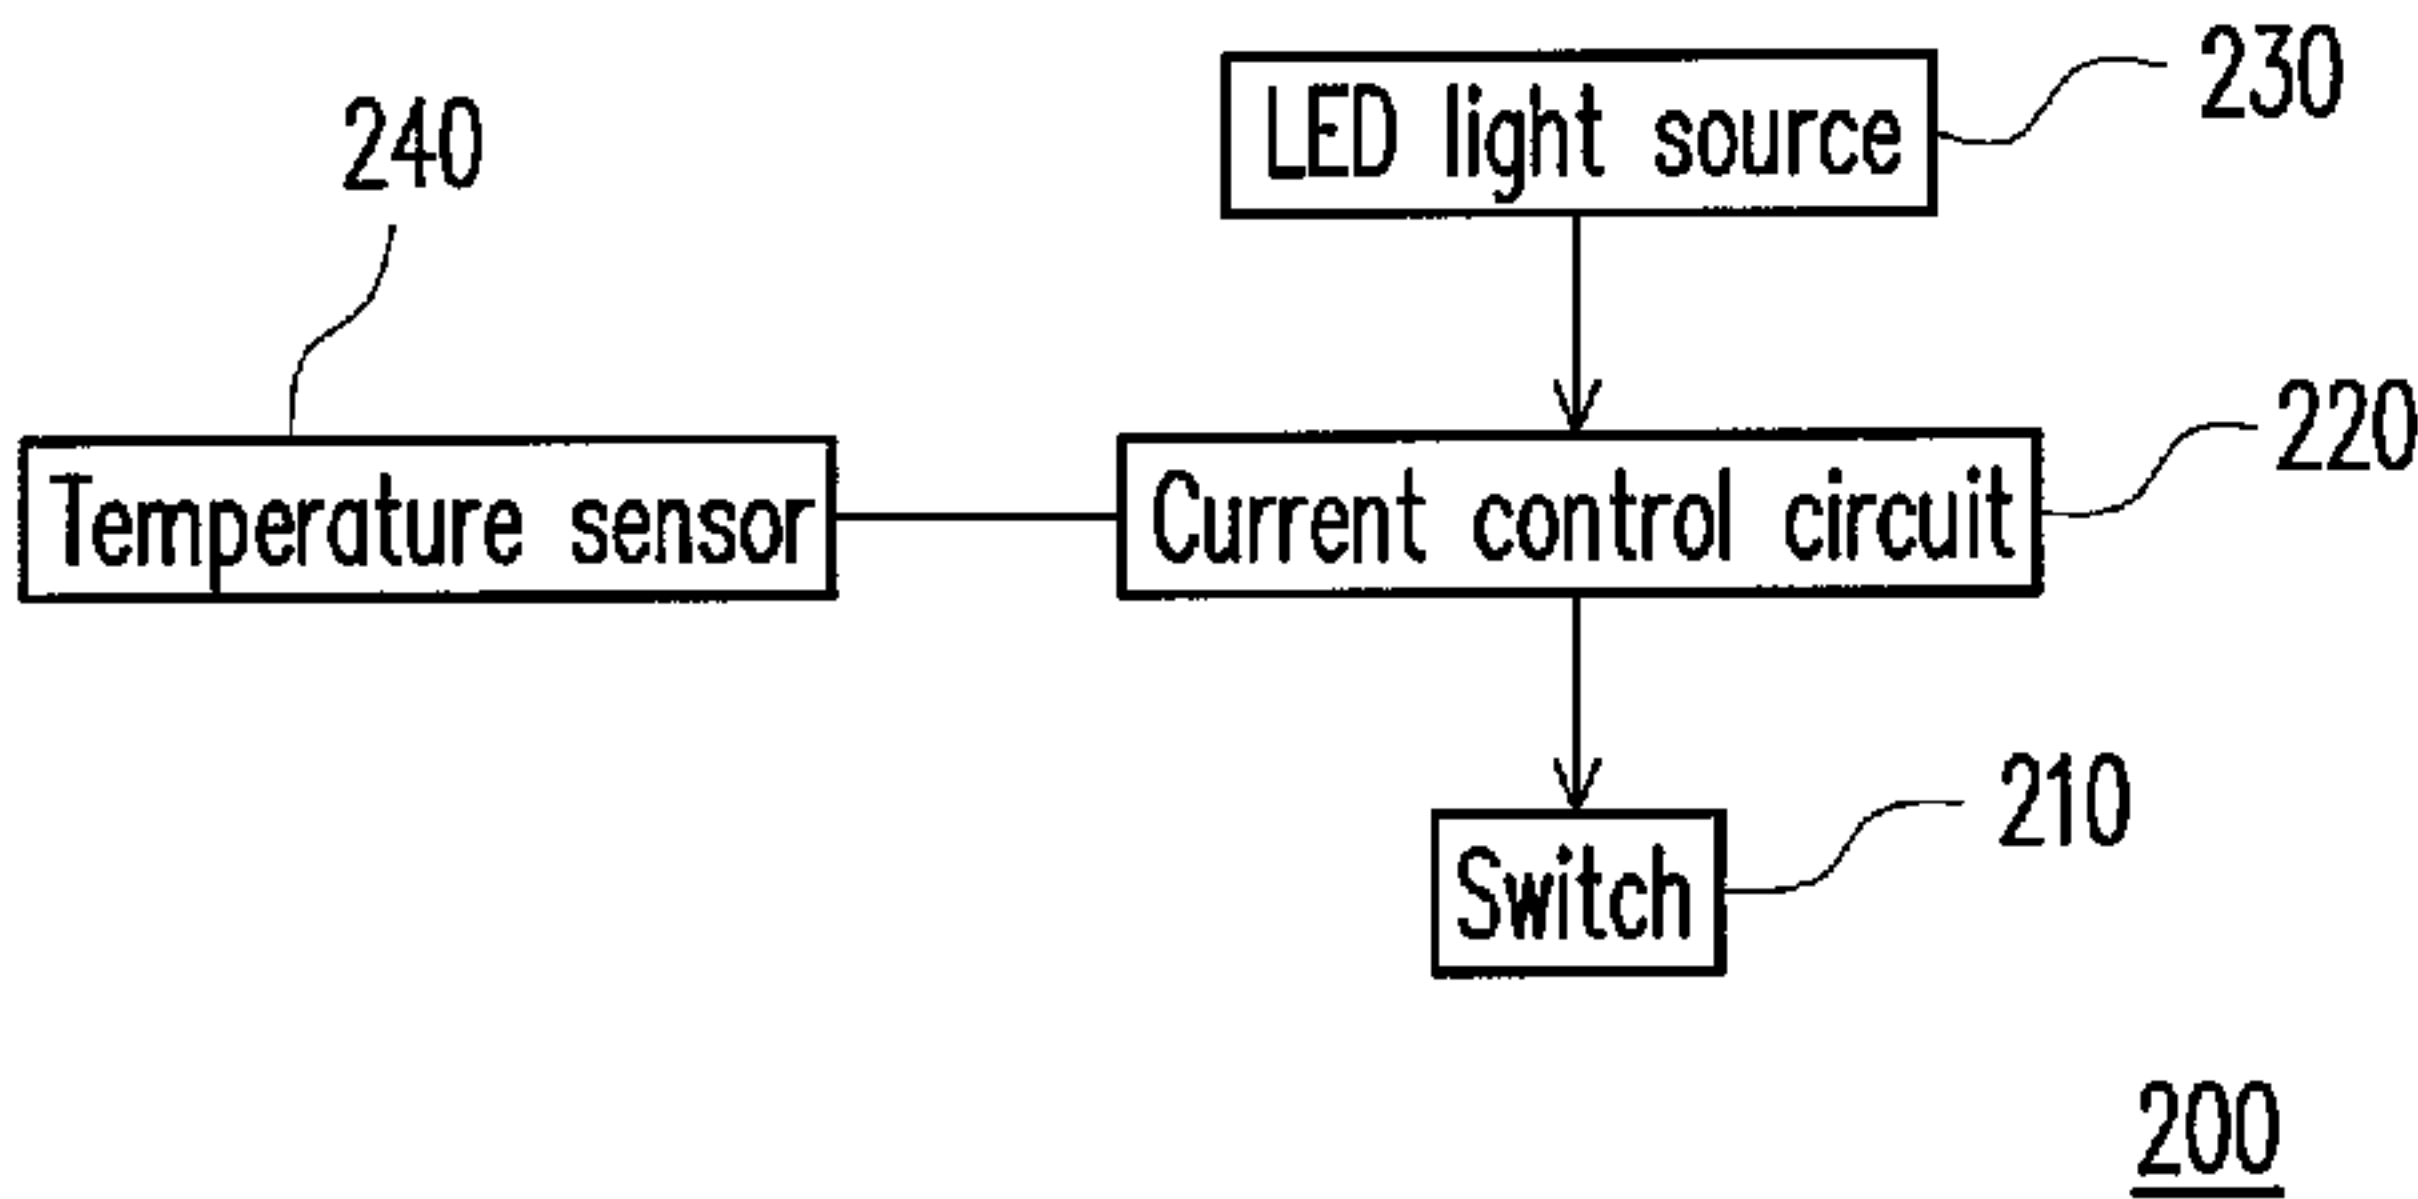 230
LED light source
240
220
Temperature sensor
Current control circuit
210
Switch
200